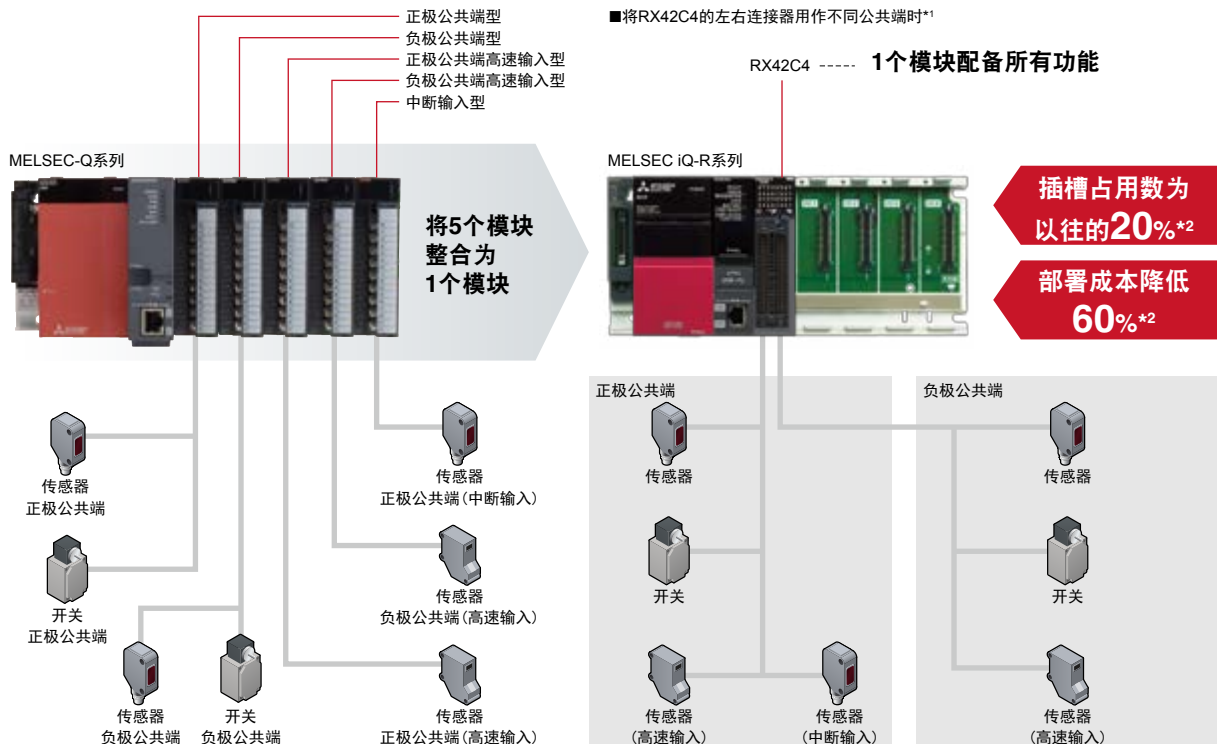 正极公共端型
负极公共端型
正极公共端高速输入型
负极公共端高速输入型
中断输入型
MELSEC-Q系列
将5个模块
整合为
1个模块
■将RX42C4的左右连接器用作不同公共端时*1
RX42C4 ----- 1个模块配备所有功能
MELSEC iQ-R系列
插槽占用数为
以往的20%*2
部署成本降低
60%*2
传感器
正极公共端
开关
正极公共端
传感器
负极公共端
开关
负极公共端
传感器
正极公共端(中断输入)
传感器
负极公共端(高速输入)
传感器
正极公共端(高速输入)
正极公共端
传感器
开关
传感器
(高速输入)
传感器
(中断输入)
负极公共端
传感器
开关
传感器
(高速输入)